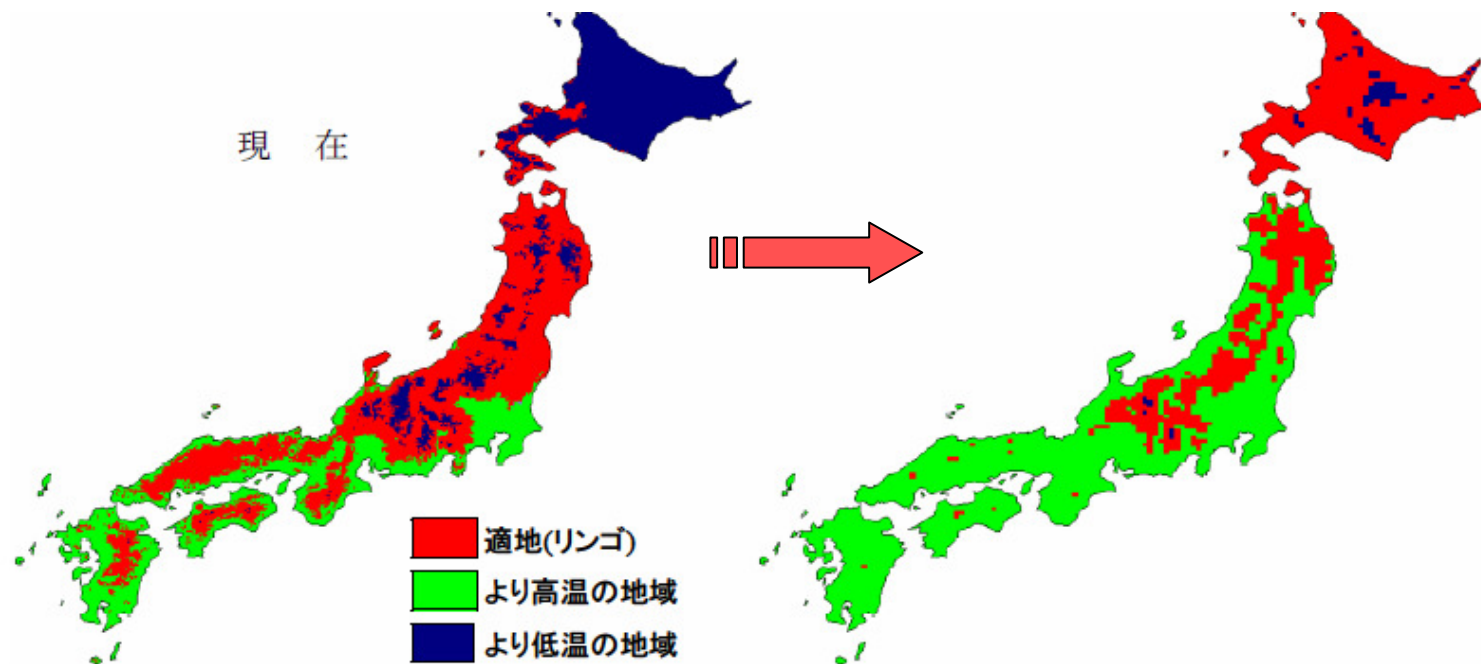 現 在
適地(リンゴ)
より高温の地域
より低温の地域